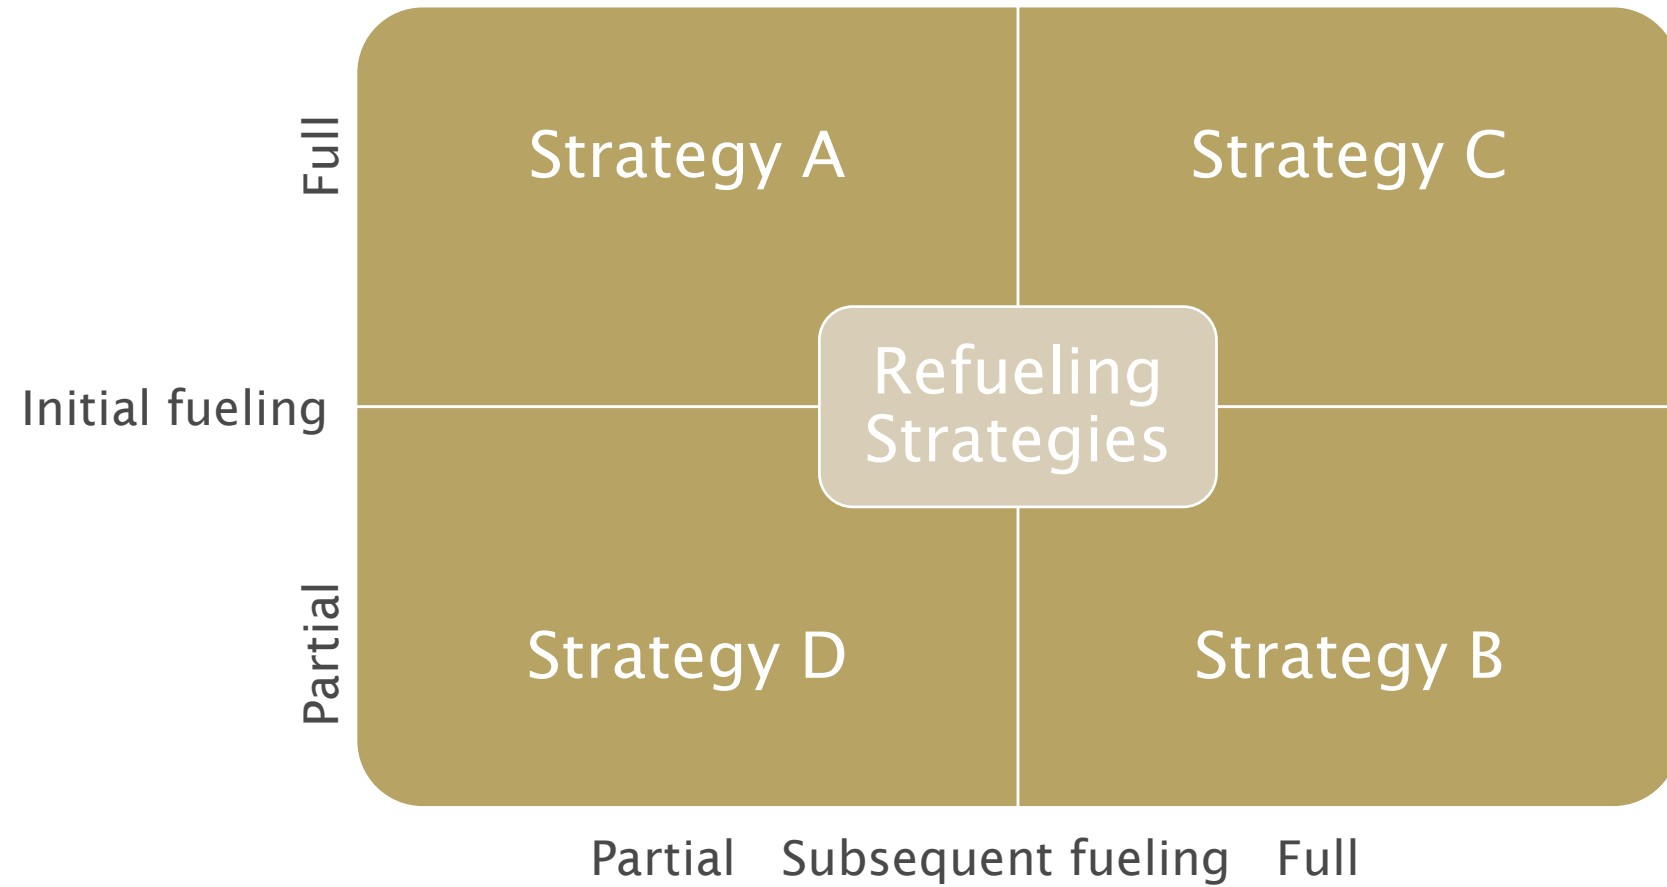 Full
Strategy A
Strategy C
Initial fueling
Refueling
Strategies
Partial
Strategy D
Strategy B
Partial Subsequent fueling Full